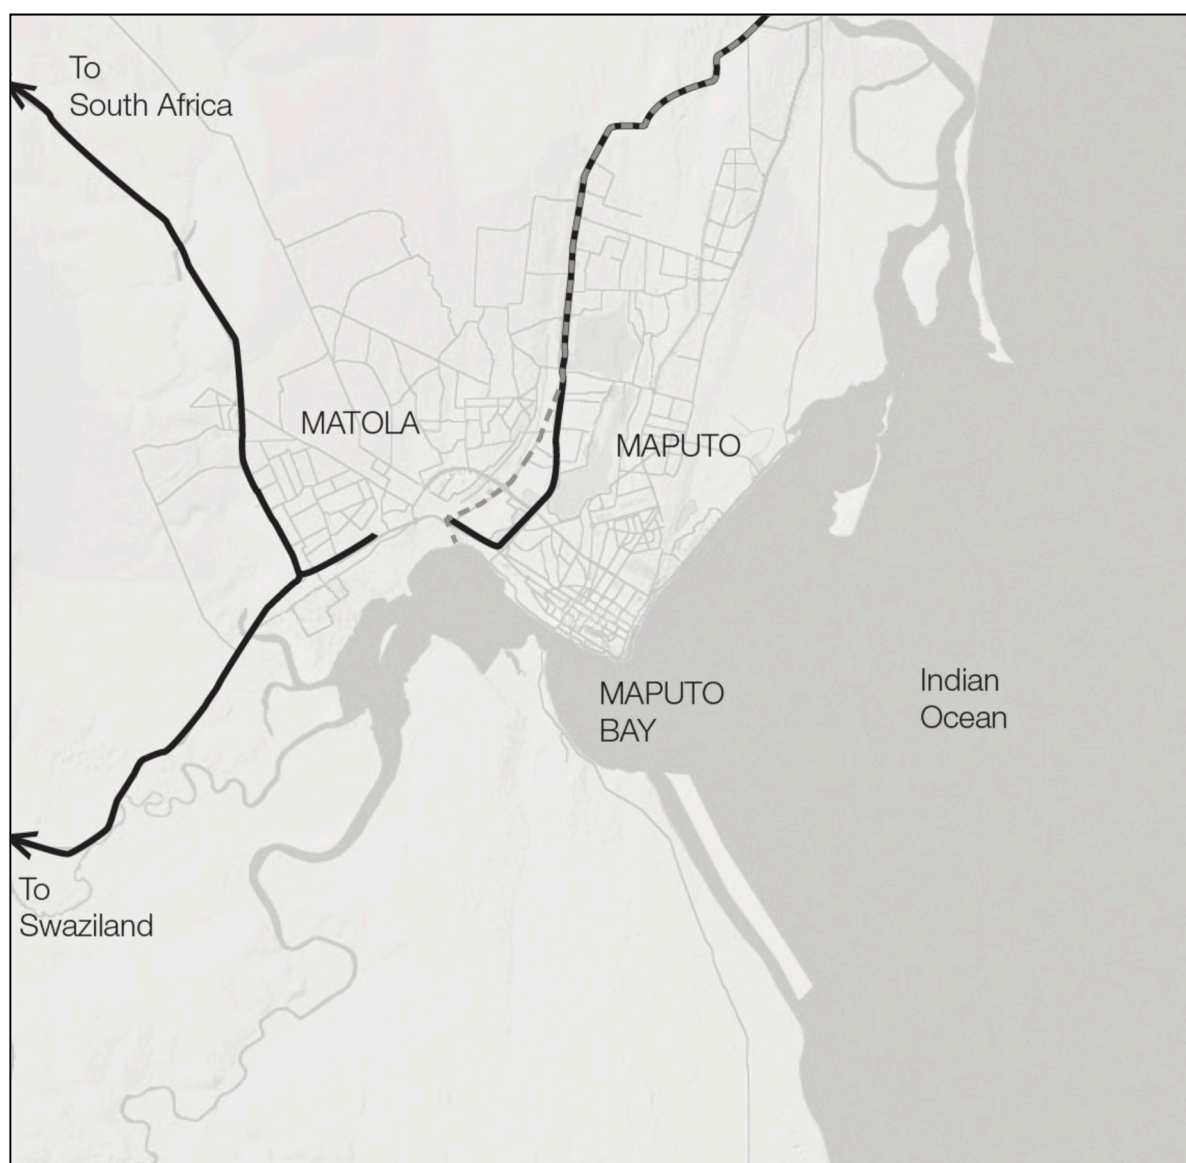 To
South Africa
MATOLA
MAPUTO
MAPUTO
BAY
Indian
Ocean
To
Swaziland